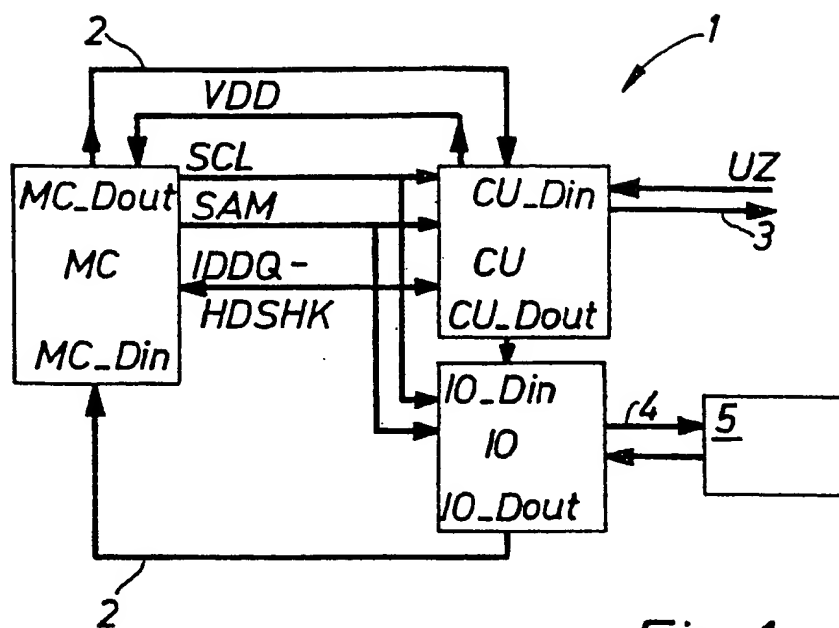 2
1
VDD
SCL
MC_Dout
SAM
CU_Din
UZ
3
MC
IDDQ-
HDSHK
CU
CU_Dout
MC_Din
IO_Din
4
5
IO
IO_Dout
2